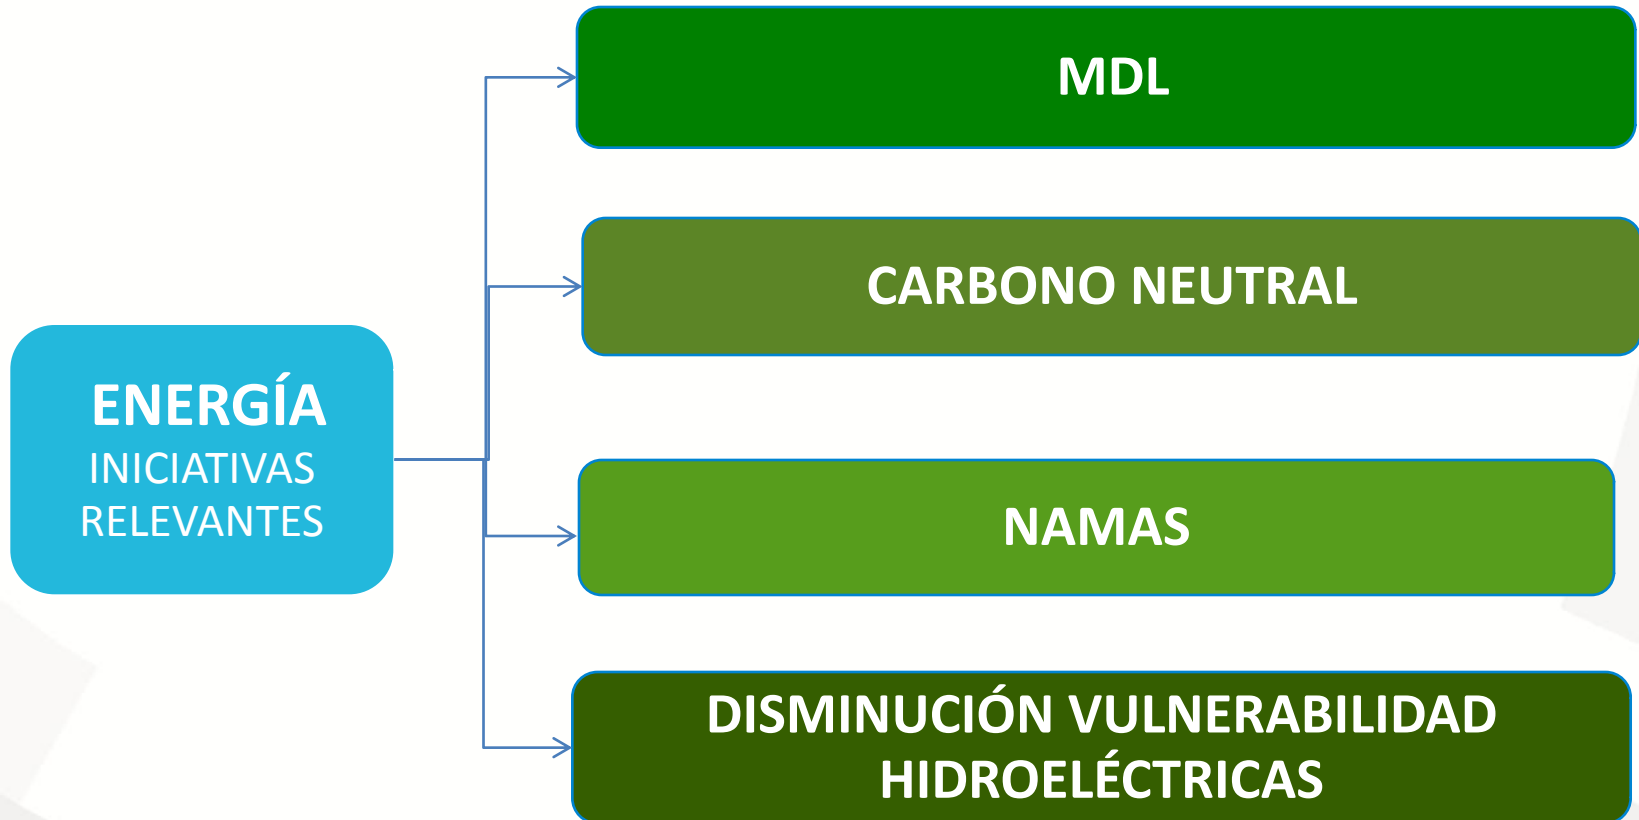 MDL
CARBONO NEUTRAL
ENERGÍA
INICIATIVAS
RELEVANTES
NAMAS
DISMINUCIÓN VULNERABILIDAD
HIDROELÉCTRICAS